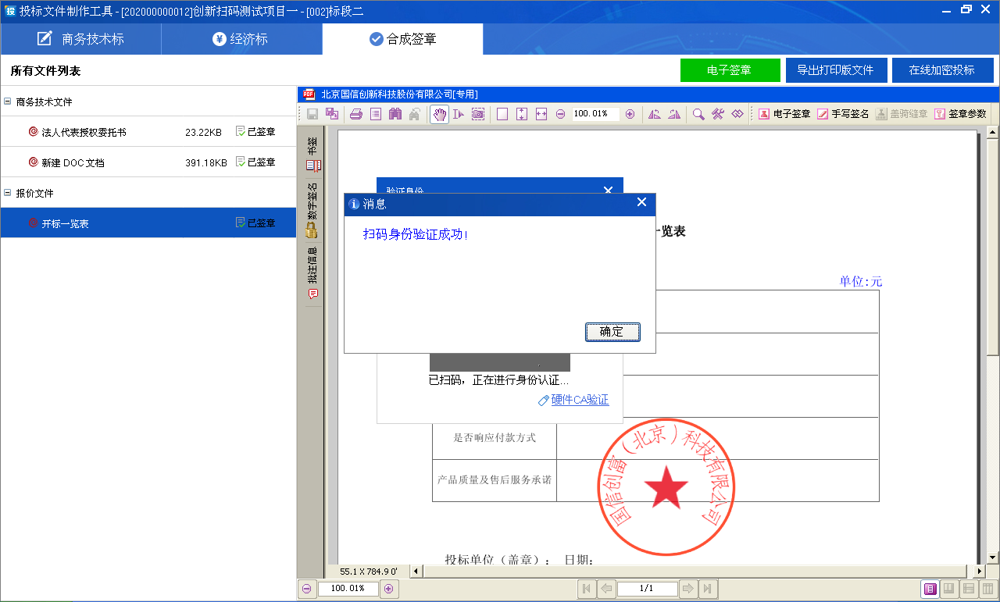 投标文件制作工具 - [202000000012]创新扫码测试项目一 - [002]标段二
商务技术标
经济标
合成签章
所有文件列表
电子签章
导出打印版文件
在线加密投标
商务技术文件
法人代表授权委托书 23.22KB 已签章
新建 DOC 文档 391.18KB 已签章
报价文件
开标一览表 已签章
北京国信创新科技股份有限公司[专用]
100.01%
电子签章
手写签名
盖骑缝章
签章参数
书签
数字签名
批注信息
验证身份
消息
扫码身份验证成功!
确定
已扫码，正在进行身份认证...
硬件CA验证
一览表
单位:元
是否响应付款方式
产品质量及售后服务承诺
国信创富（北京）科技有限公司
投标单位（盖章）： 日期:
55.1 X 784.9 0'
100.01%
1/1